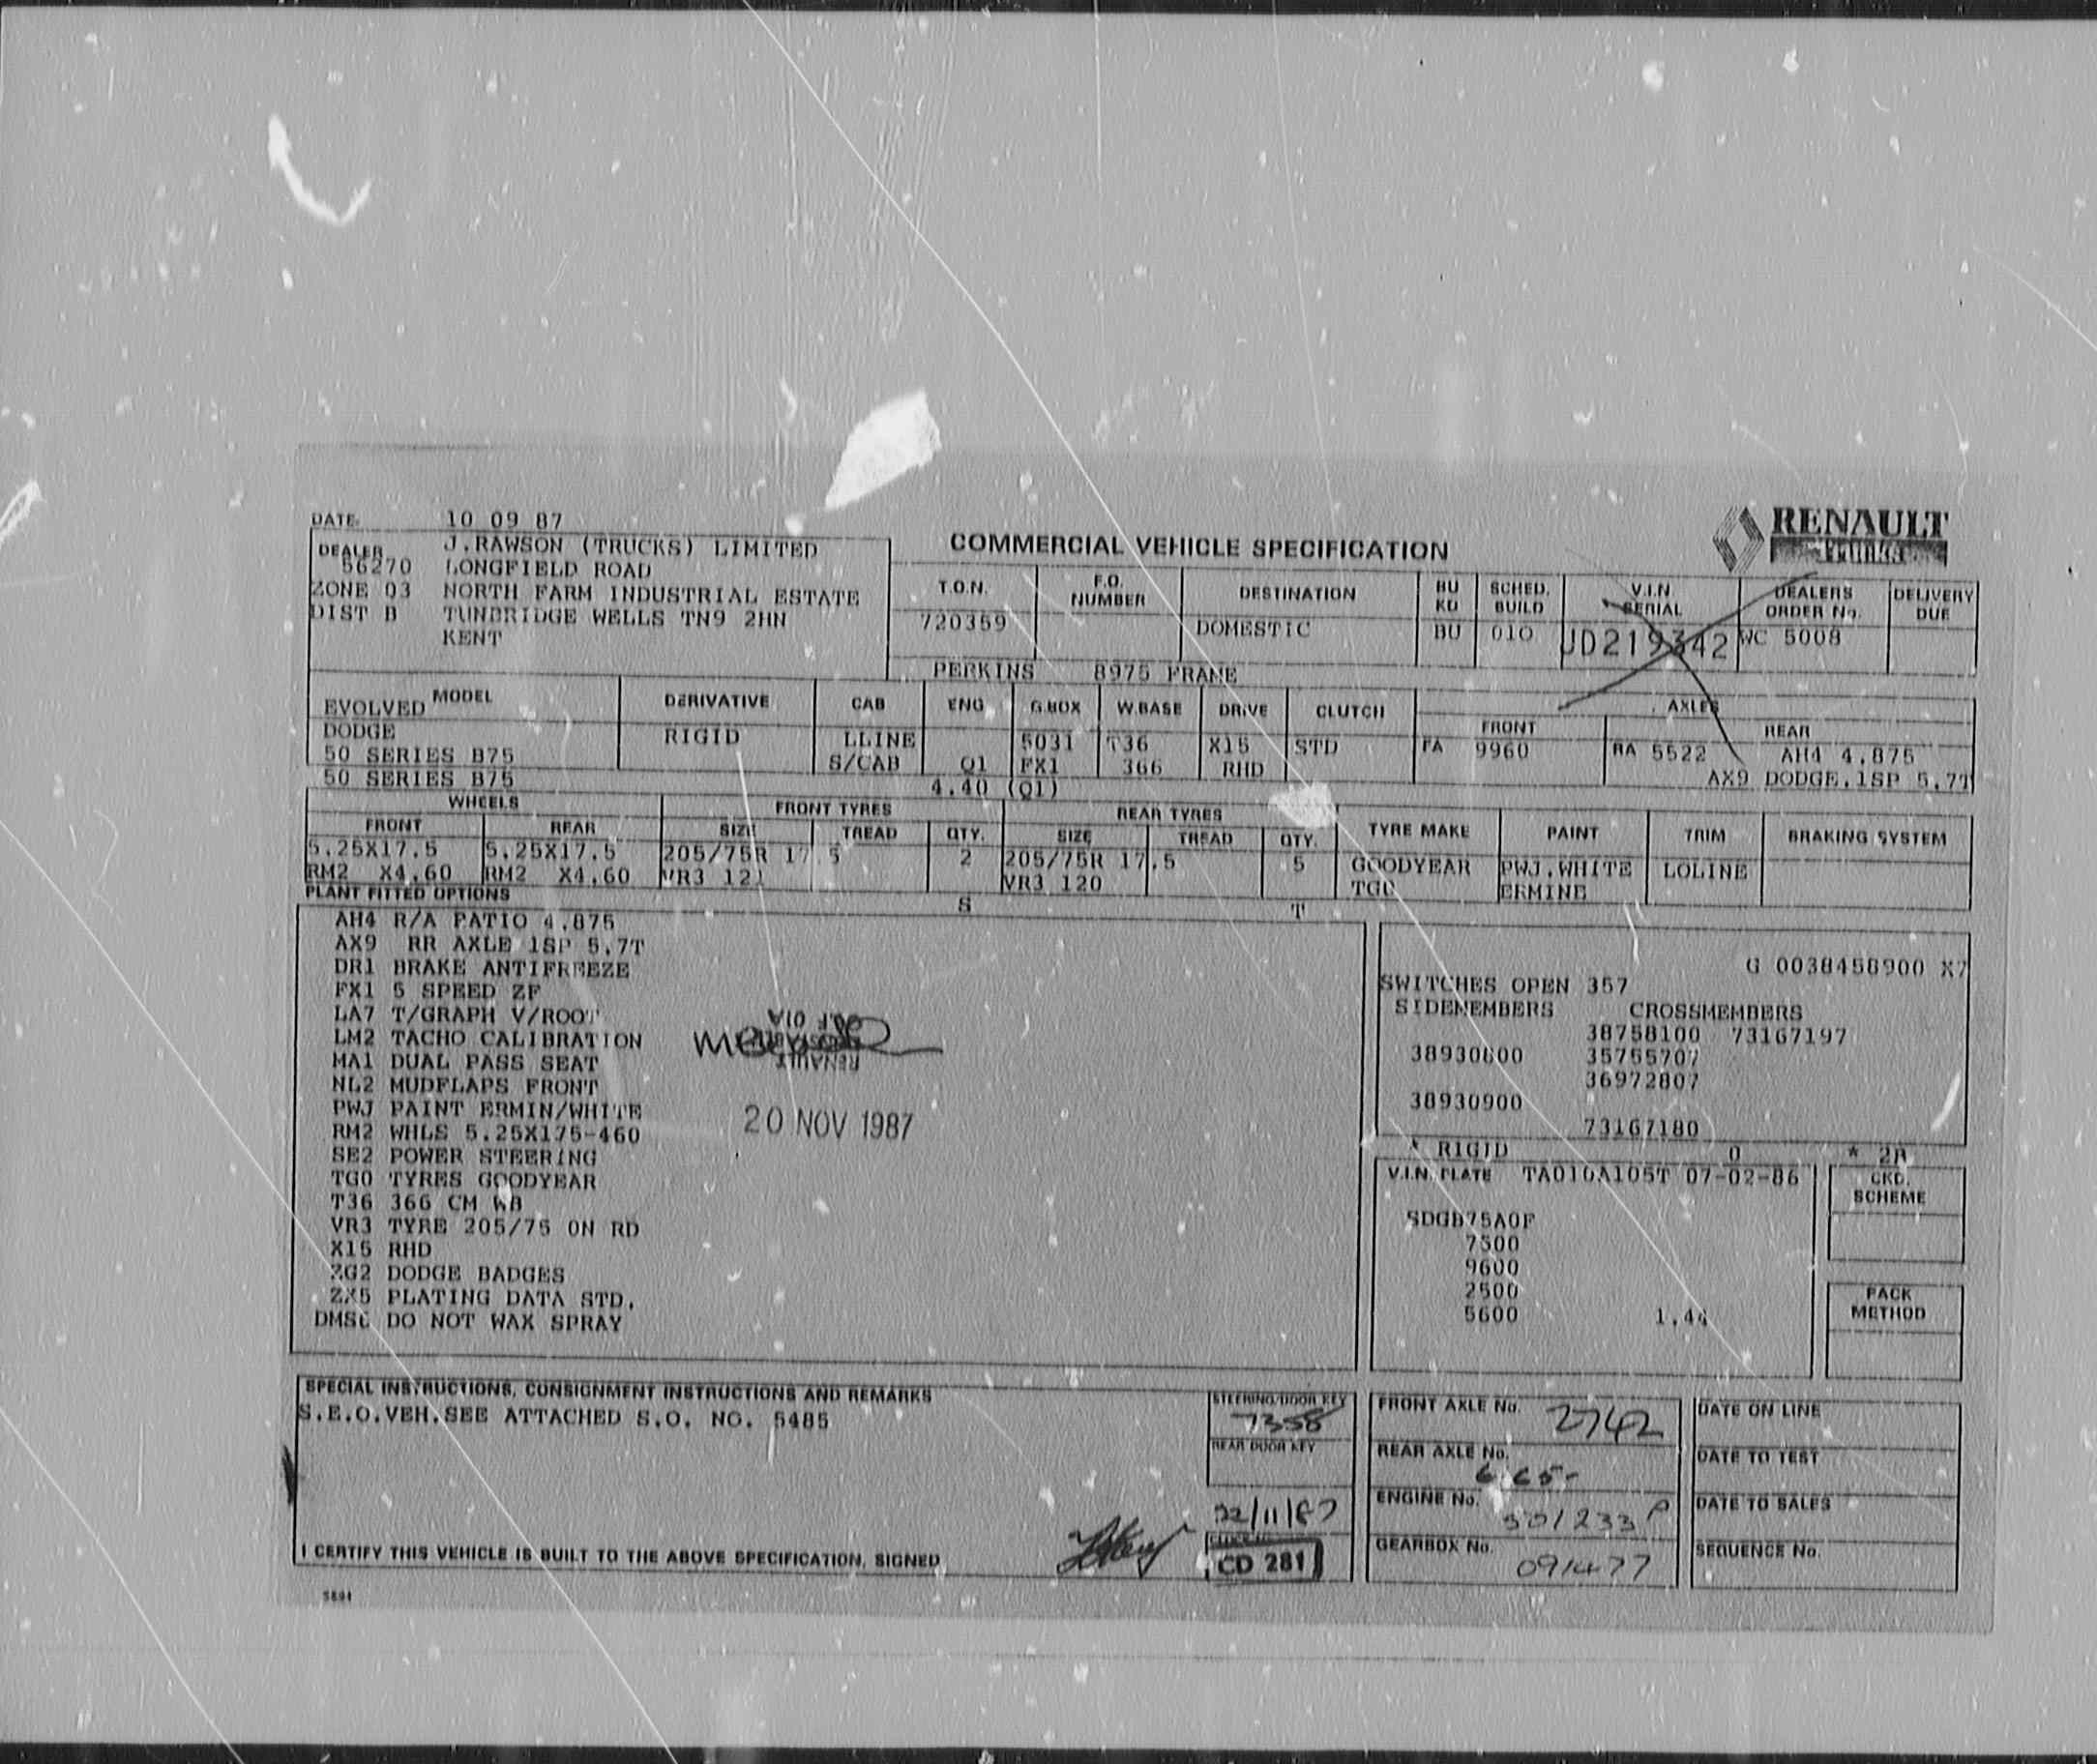 DATE 10 09 87
DEALER J.RAWSON (TRUCKS) LIMITED
56270 LONGFIELD ROAD
ZONE 03 NORTH FARM INDUSTRIAL ESTATE
DIST B TUNBRIDGE WELLS TN9 2HN
KENT
COMMERCIAL VEHICLE SPECIFICATION
RENAULT
T.O.N. F.O. NUMBER DESTINATION BU KD SCHED. BUILD V.I.N SERIAL DEALERS ORDER No. DELIVERY DUE
720359 DOMESTIC BU 010 JD219342 WC 5008
PERKINS 8975 FRAME
MODEL DERIVATIVE CAB ENG G.BOX W.BASE DRIVE CLUTCH AXLES
FRONT REAR
EVOLVED
DODGE RIGID LLINE 5031 T36 X15 STD FA 9960 RA 5522 AH4 4.875
50 SERIES B75 S/CAB Q1 FX1 366 RHD AX9 DODGE.1SP 5.7T
50 SERIES B75 4.40 (Q1)
WHEELS FRONT TYRES REAR TYRES
FRONT REAR SIZE TREAD QTY. SIZE TREAD QTY. TYRE MAKE PAINT TRIM BRAKING SYSTEM
5.25X17.5 5.25X17.5 205/75R 17 5 2 205/75R 17.5 5 GOODYEAR PWJ.WHITE LOLINE
RM2 X4.60 RM2 X4.60 VR3 121 VR3 120 TG0 ERMINE
PLANT FITTED OPTIONS S T
AH4 R/A RATIO 4.875
AX9 RR AXLE 1SP 5.7T
DR1 BRAKE ANTIFREEZE
FX1 5 SPEED ZF
LA7 T/GRAPH V/ROOT
LM2 TACHO CALIBRATION
MA1 DUAL PASS SEAT
NL2 MUDFLAPS FRONT
PWJ PAINT ERMIN/WHITE
RM2 WHLS 5.25X175-460
SE2 POWER STEERING
TG0 TYRES GOODYEAR
T36 366 CM WB
VR3 TYRE 205/75 ON RD
X15 RHD
ZG2 DODGE BADGES
ZX5 PLATING DATA STD.
DMSC DO NOT WAX SPRAY
RENAULT
20 NOV 1987
G 0038458900 X7
SWITCHES OPEN 357
SIDEMEMBERS CROSSMEMBERS
38758100 73167197
38930800 35755707
36972807
38930900
73167180
* RIGID 0 * 2R
V.I.N. PLATE TA010A105T 07-02-86
SDGB75A0F
7500
9600
2500
5600 1.44
CKD. SCHEME
PACK METHOD
SPECIAL INSTRUCTIONS, CONSIGNMENT INSTRUCTIONS AND REMARKS
S.E.O.VEH.SEE ATTACHED S.O. NO. 5485
STEERING/DOOR KEY
7358
REAR DOOR KEY
22/11/87
CD 281
I CERTIFY THIS VEHICLE IS BUILT TO THE ABOVE SPECIFICATION, SIGNED
FRONT AXLE No. 2742
REAR AXLE No.
ENGINE No. 301233 P
GEARBOX No. 091477
DATE ON LINE
DATE TO TEST
DATE TO SALES
SEQUENCE No.